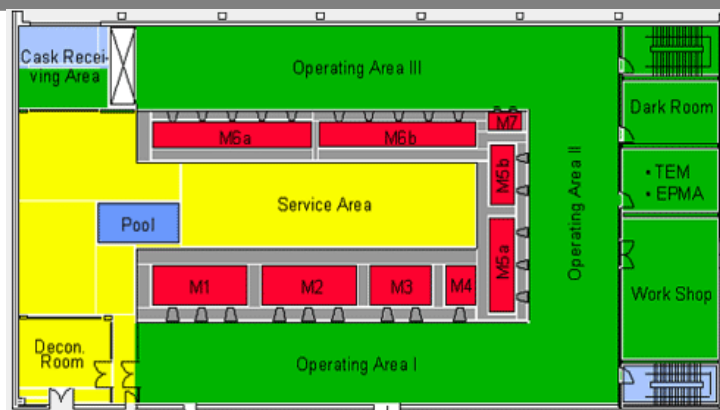 Cask Recei-
ving Area
Operating Area III
Dark Room
M6a
M6b
M7
M5b
• TEM
• EPMA
Operating Area II
Service Area
Pool
M5a
M1
M2
M3
M4
Work Shop
Decon.
Room
Operating Area I